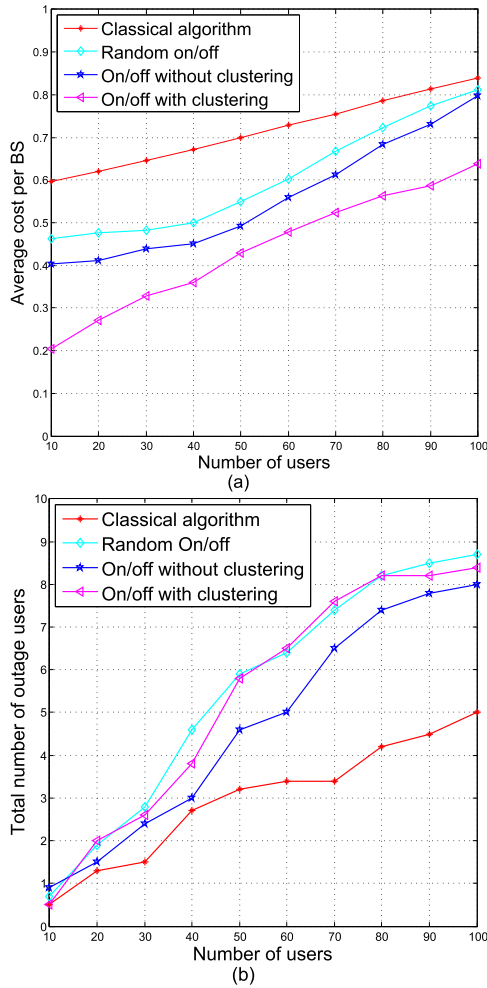 1
0.9
0.8
0.7
0.6
0.5
0.4
0.3
0.2
0.1
0
Average cost per BS
Classical algorithm
Random on/off
On/off without clustering
On/off with clustering
10 20 30 40 50 60 70 80 90 100
Number of users
(a)
10
9
8
7
6
5
4
3
2
1
0
Total number of outage users
Classical algorithm
Random On/off
On/off without clustering
On/off with clustering
10 20 30 40 50 60 70 80 90 100
Number of users
(b)